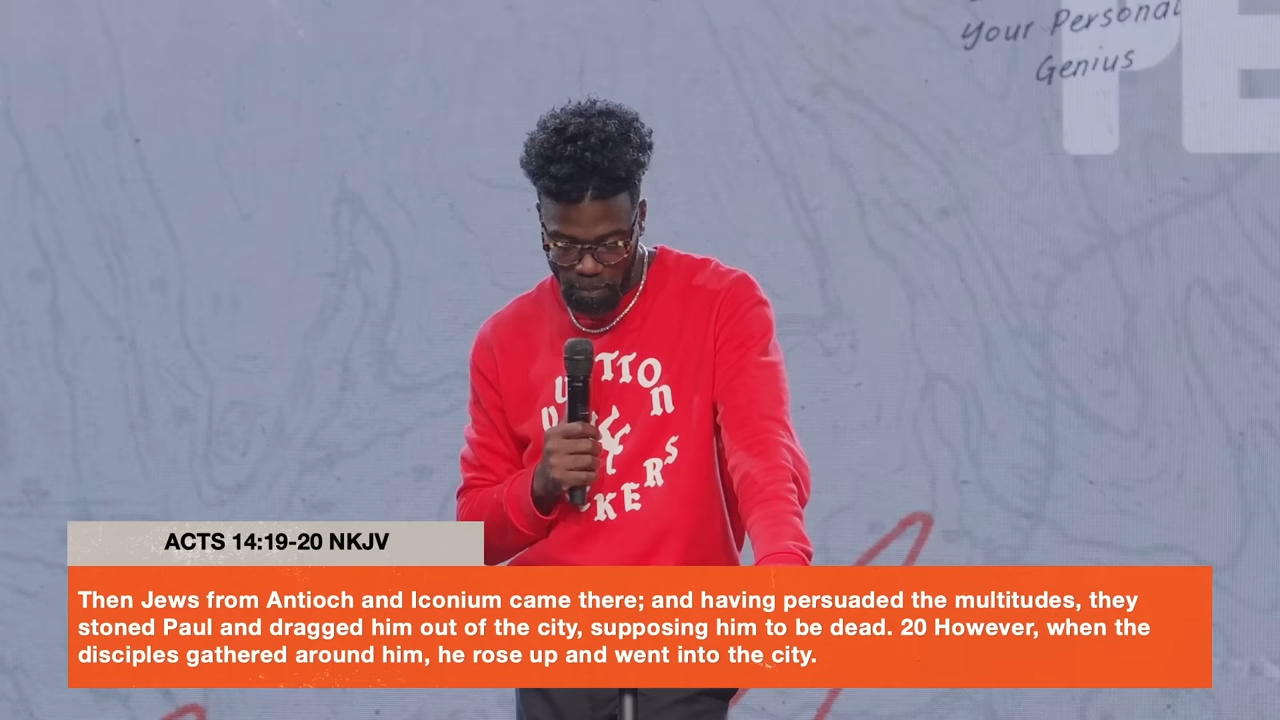 Your Personal
Genius
PE
ACTS 14:19-20 NKJV
Then Jews from Antioch and Iconium came there; and having persuaded the multitudes, they
stoned Paul and dragged him out of the city, supposing him to be dead. 20 However, when the
disciples gathered around him, he rose up and went into the city.